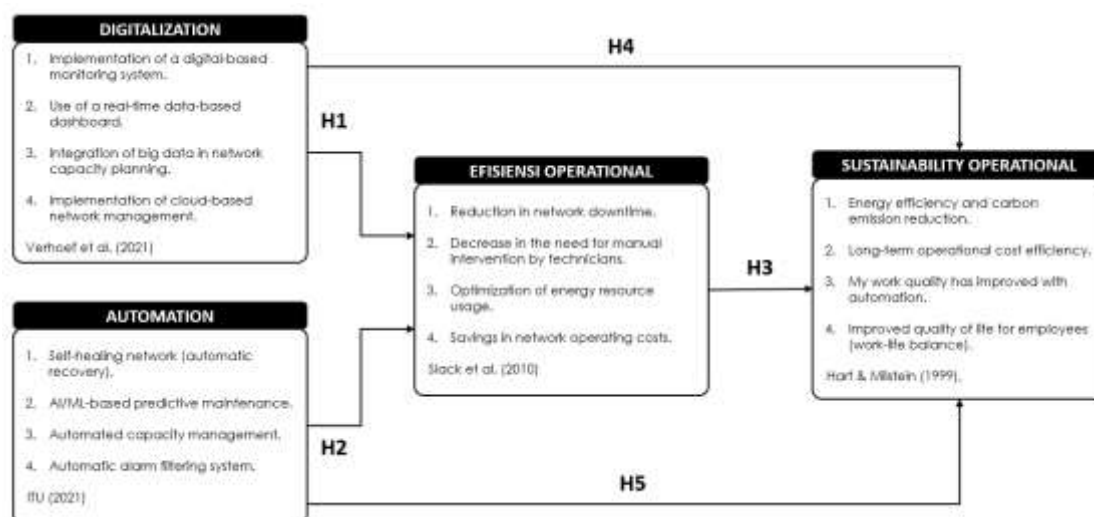 DIGITALIZATION
1. Implementation of a digital-based
monitoring system.
2. Use of a real-time data-based
dashboard.
3. Integration of big data in network
capacity planning.
4. Implementation of cloud-based
network management.
Verhoef et al. (2021)
AUTOMATION
1. Self-healing network (automatic
recovery).
2. AI/ML-based predictive maintenance.
3. Automated capacity management.
4. Automatic alarm filtering system.
ITU (2021)
H1
H2
EFISIENSI OPERATIONAL
1. Reduction in network downtime.
2. Decrease in the need for manual
intervention by technicians.
3. Optimization of energy resource
usage.
4. Savings in network operating costs.
Slack et al. (2010)
H3
H4
H5
SUSTAINABILITY OPERATIONAL
1. Energy efficiency and carbon
emission reduction.
2. Long-term operational cost efficiency.
3. My work quality has improved with
automation.
4. Improved quality of life for employees
(work-life balance).
Hart & Milstein (1999).